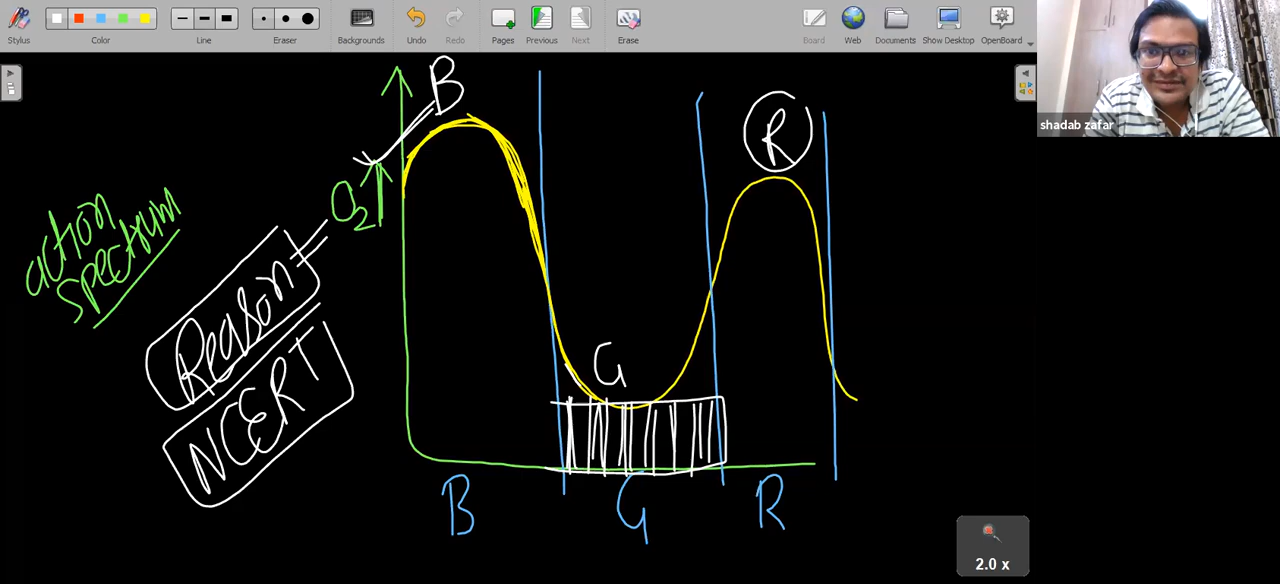 Stylus
Color
Line
Eraser
Backgrounds
Undo
Redo
Pages
Previous
Next
Erase
Board
Web
Documents
Show Desktop
OpenBoard
shadab zafar
B
R
O2
action
spectrum
Reason
NCERT
G
B
G
R
2.0 x